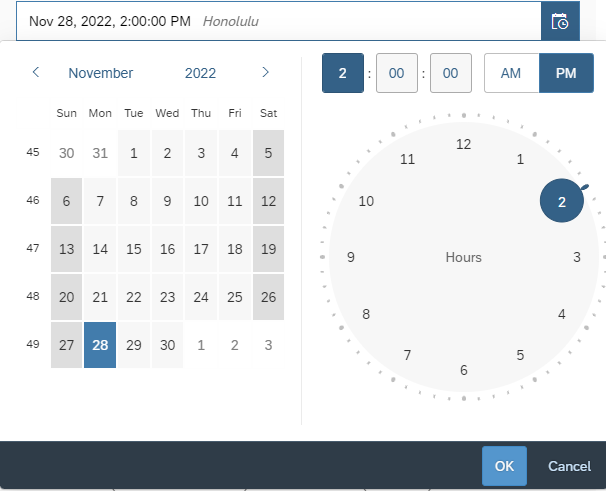 Nov 28, 2022, 2:00:00 PM Honolulu
November 2022
Sun Mon Tue Wed Thu Fri Sat
45 30 31 1 2 3 4 5
46 6 7 8 9 10 11 12
47 13 14 15 16 17 18 19
48 20 21 22 23 24 25 26
49 27 28 29 30 1 2 3
2 : 00 : 00 AM PM
12
11 1
10 2
9 Hours 3
8 4
7 5
6
OK Cancel